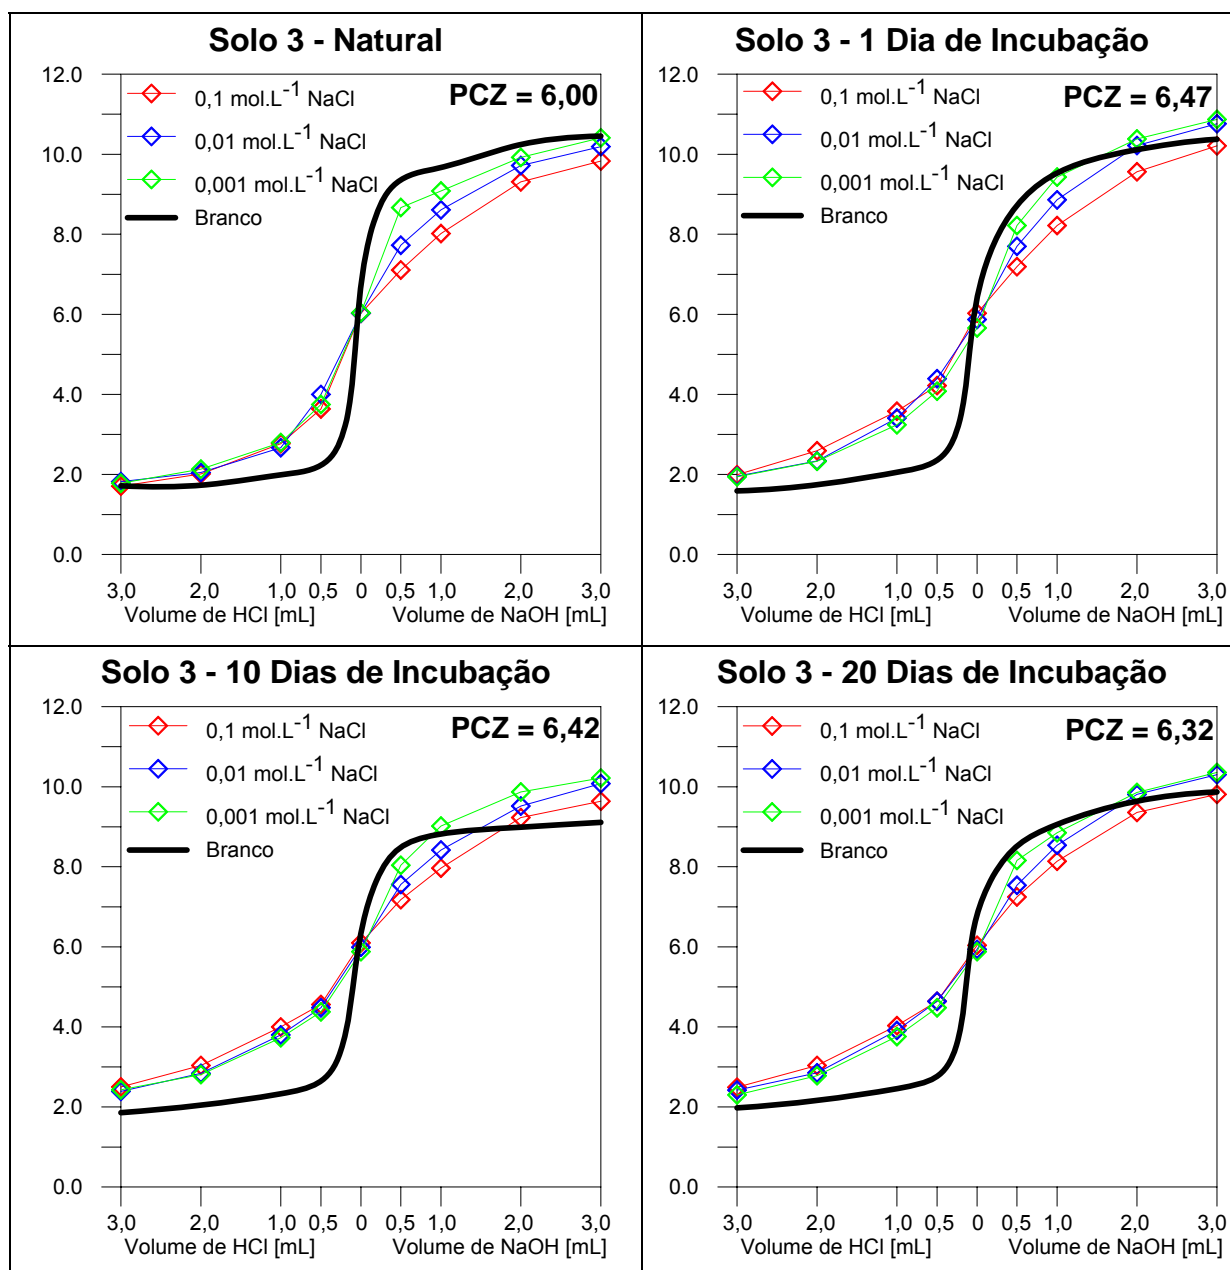 Solo 3 - Natural
12.0
10.0
8.0
6.0
4.0
2.0
0.0
0,1 mol.L-1 NaCl
0,01 mol.L-1 NaCl
0,001 mol.L-1 NaCl
Branco
PCZ = 6,00
3,0 2,0 1,0 0,5 0 0,5 1,0 2,0 3,0
Volume de HCl [mL] Volume de NaOH [mL]
Solo 3 - 1 Dia de Incubação
12.0
10.0
8.0
6.0
4.0
2.0
0.0
0,1 mol.L-1 NaCl
0,01 mol.L-1 NaCl
0,001 mol.L-1 NaCl
Branco
PCZ = 6,47
3,0 2,0 1,0 0,5 0 0,5 1,0 2,0 3,0
Volume de HCl [mL] Volume de NaOH [mL]
Solo 3 - 10 Dias de Incubação
12.0
10.0
8.0
6.0
4.0
2.0
0.0
0,1 mol.L-1 NaCl
0,01 mol.L-1 NaCl
0,001 mol.L-1 NaCl
Branco
PCZ = 6,42
3,0 2,0 1,0 0,5 0 0,5 1,0 2,0 3,0
Volume de HCl [mL] Volume de NaOH [mL]
Solo 3 - 20 Dias de Incubação
12.0
10.0
8.0
6.0
4.0
2.0
0.0
0,1 mol.L-1 NaCl
0,01 mol.L-1 NaCl
0,001 mol.L-1 NaCl
Branco
PCZ = 6,32
3,0 2,0 1,0 0,5 0 0,5 1,0 2,0 3,0
Volume de HCl [mL] Volume de NaOH [mL]